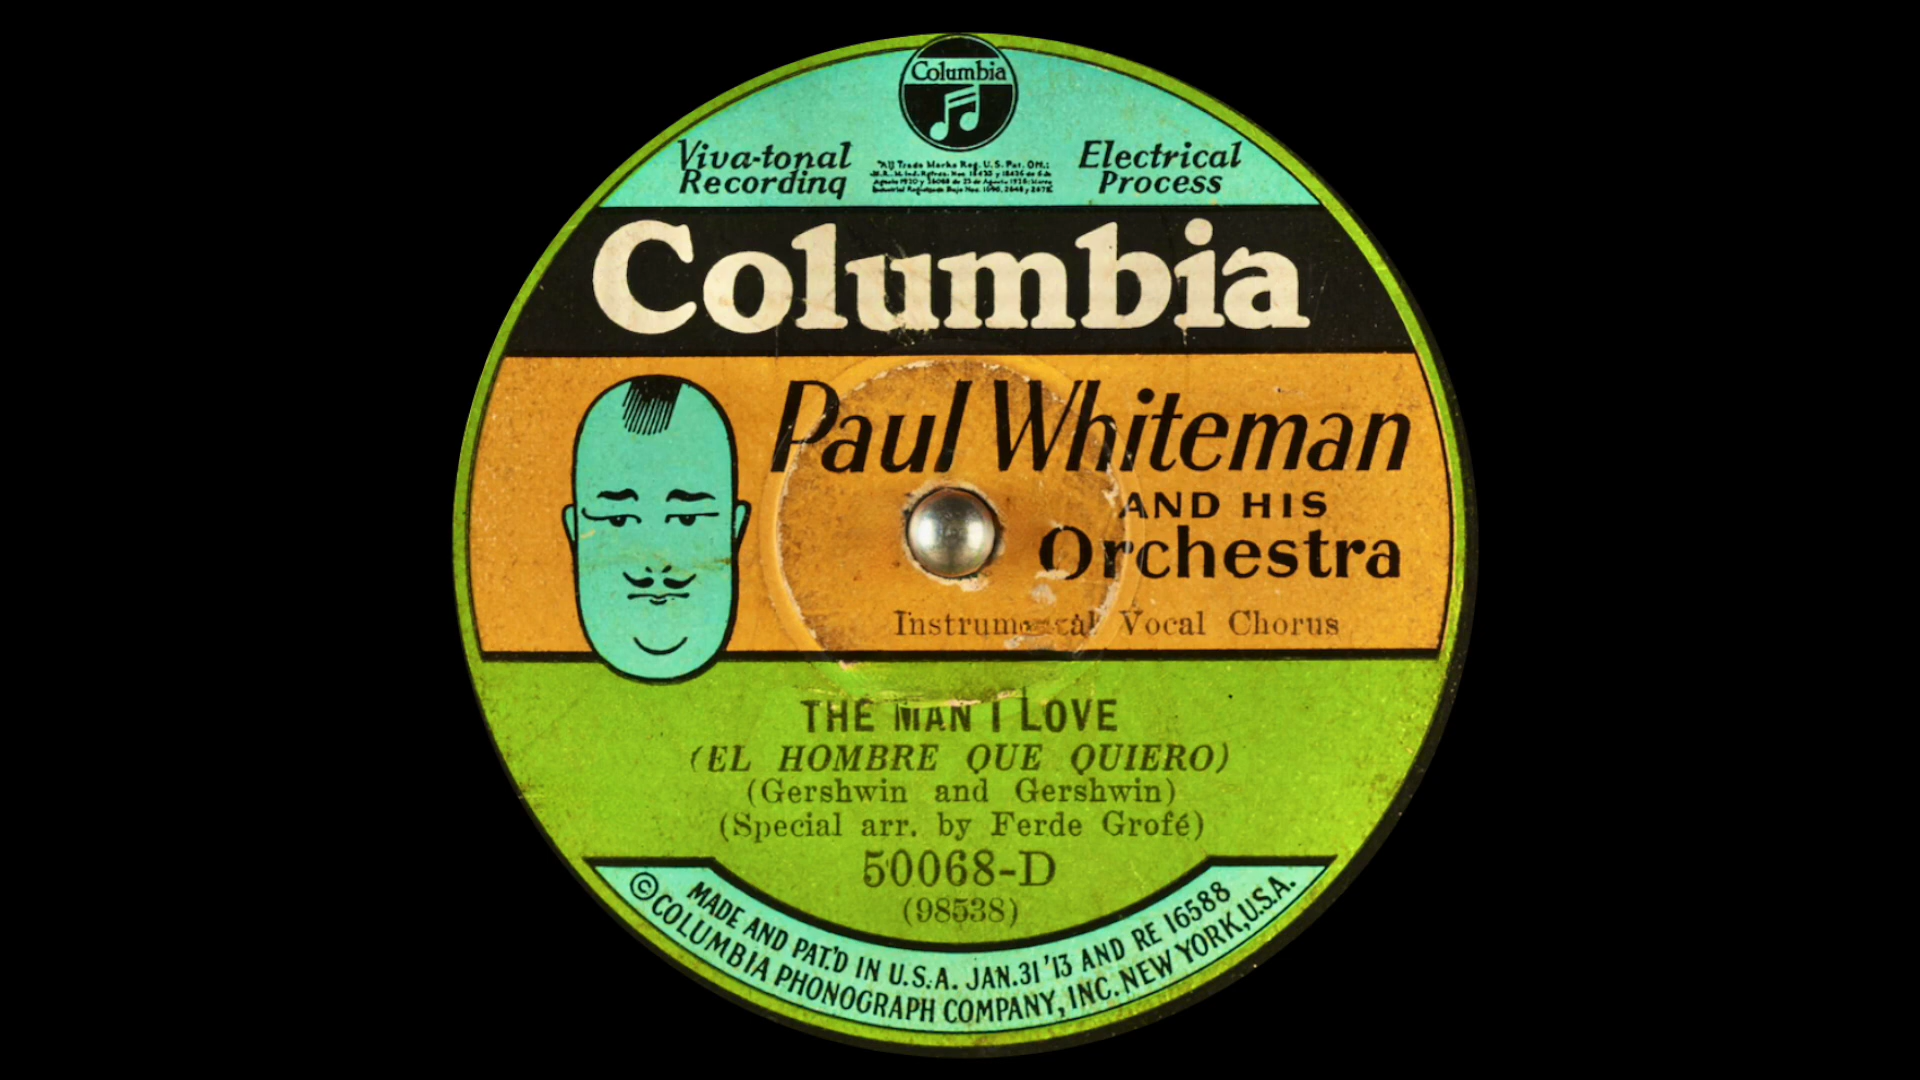 Columbia
Viva-tonal
Recording
Electrical
Process
Columbia
Paul Whiteman
AND HIS
Orchestra
Vocal Chorus
THE MAN I LOVE
(EL HOMBRE QUE QUIERO)
(Gershwin and Gershwin)
(Special arr. by Ferde Grofé)
50068-D
(98538)
MADE AND PAT'D IN U.S.A. JAN.31 '13 AND RE 16588
©COLUMBIA PHONOGRAPH COMPANY, INC. NEW YORK, U.S.A.